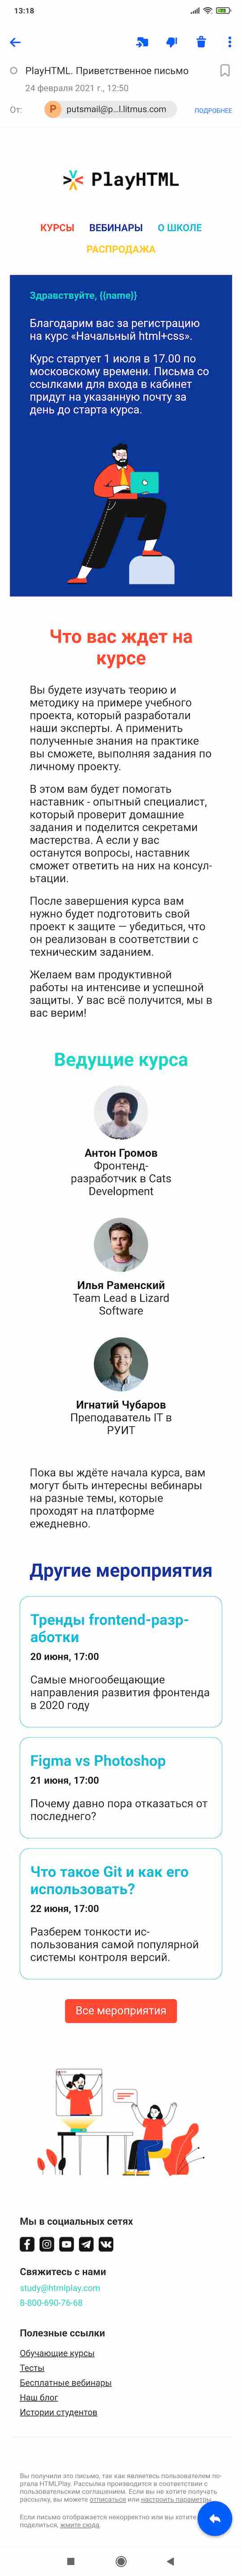 13:18
PlayHTML. Приветственное письмо
24 февраля 2021 г., 12:50
От:
P
putsmail@p...l.litmus.com
ПОДРОБНЕЕ
PlayHTML
КУРСЫ ВЕБИНАРЫ О ШКОЛЕ
РАСПРОДАЖА
Здравствуйте, {{name}}
Благодарим вас за регистрацию
на курс «Начальный html+css».
Курс стартует 1 июля в 17.00 по
московскому времени. Письма со
ссылками для входа в кабинет
придут на указанную почту за
день до старта курса.
Что вас ждет на
курсе
Вы будете изучать теорию и
методику на примере учебного
проекта, который разработали
наши эксперты. А применить
полученные знания на практике
вы сможете, выполняя задания по
личному проекту.
В этом вам будет помогать
наставник - опытный специалист,
который проверит домашние
задания и поделится секретами
мастерства. А если у вас
останутся вопросы, наставник
сможет ответить на них на консул-
ьтации.
После завершения курса вам
нужно будет подготовить свой
проект к защите — убедиться, что
он реализован в соответствии с
техническим заданием.
Желаем вам продуктивной
работы на интенсиве и успешной
защиты. У вас всё получится, мы в
вас верим!
Ведущие курса
Антон Громов
Фронтенд-
разработчик в Cats
Development
Илья Раменский
Team Lead в Lizard
Software
Игнатий Чубаров
Преподаватель IT в
РУИТ
Пока вы ждёте начала курса, вам
могут быть интересны вебинары
на разные темы, которые
проходят на платформе
ежедневно.
Другие мероприятия
Тренды frontend-разр-
аботки
20 июня, 17:00
Самые многообещающие
направления развития фронтенда
в 2020 году
Figma vs Photoshop
21 июня, 17:00
Почему давно пора отказаться от
последнего?
Что такое Git и как его
использовать?
22 июня, 17:00
Разберем тонкости ис-
пользования самой популярной
системы контроля версий.
Все мероприятия
Мы в социальных сетях
Свяжитесь с нами
study@htmlplay.com
8-800-690-76-68
Полезные ссылки
Обучающие курсы
Тесты
Бесплатные вебинары
Наш блог
Истории студентов
Вы получили это письмо, так как являетесь пользователем по-
ртала HTMLPlay. Рассылка производится в соответствии с
пользовательским соглашением. Если вы не хотите получать
рассылку, вы можете отписаться или настроить параметры.
Если письмо отображается некорректно или вы хотите
поделиться, жмите сюда.